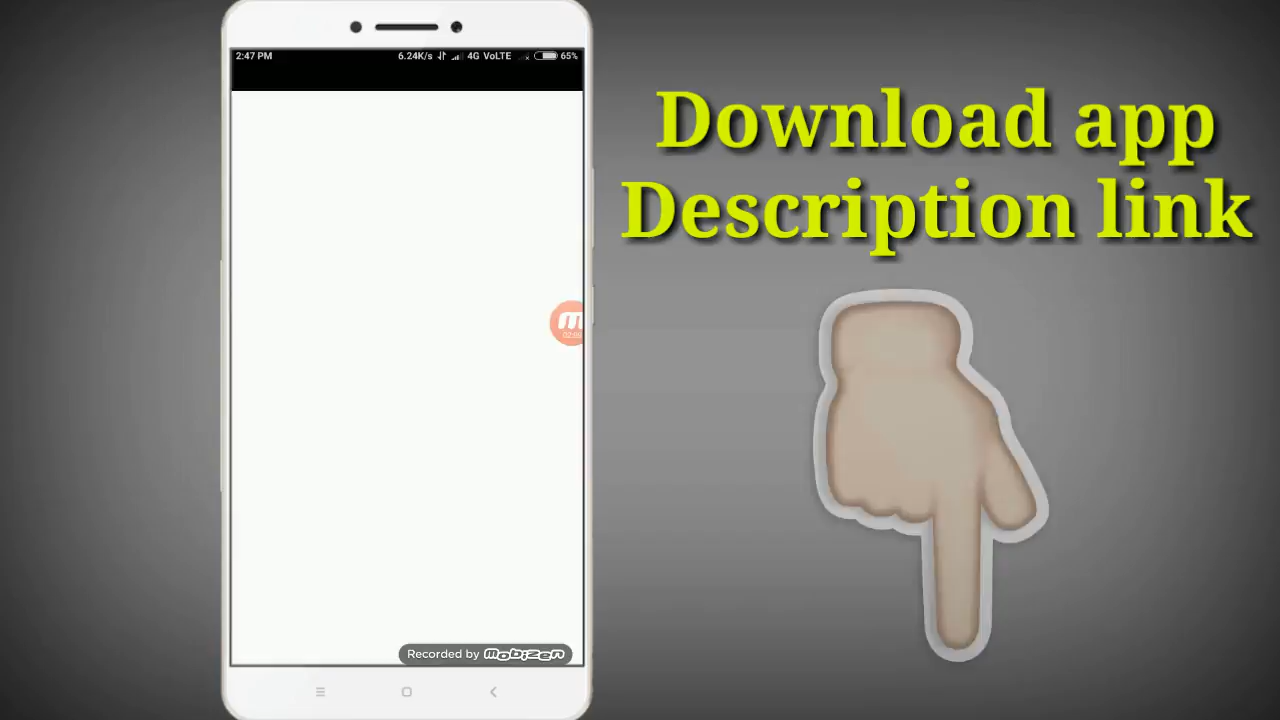 2:47 PM 6.24K/s 4G VoLTE 65%
Download app
Description link
Recorded by mobizen